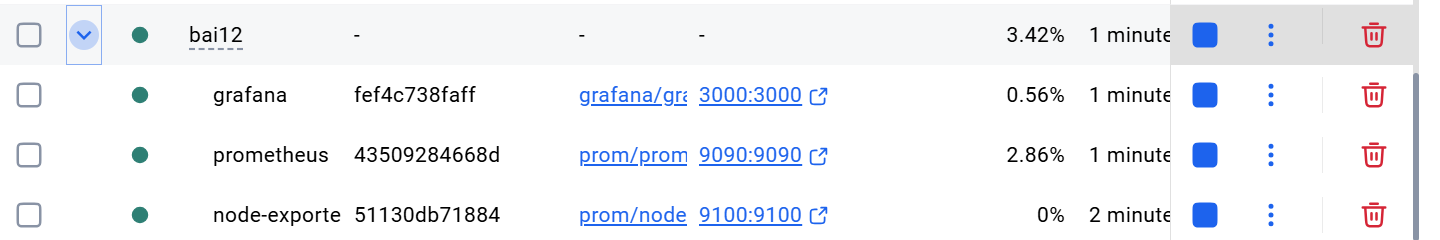 bai12 - - - 3.42% 1 minute
grafana fef4c738faff grafana/gra 3000:3000 0.56% 1 minute
prometheus 43509284668d prom/prom 9090:9090 2.86% 1 minute
node-exporte 51130db71884 prom/node 9100:9100 0% 2 minute